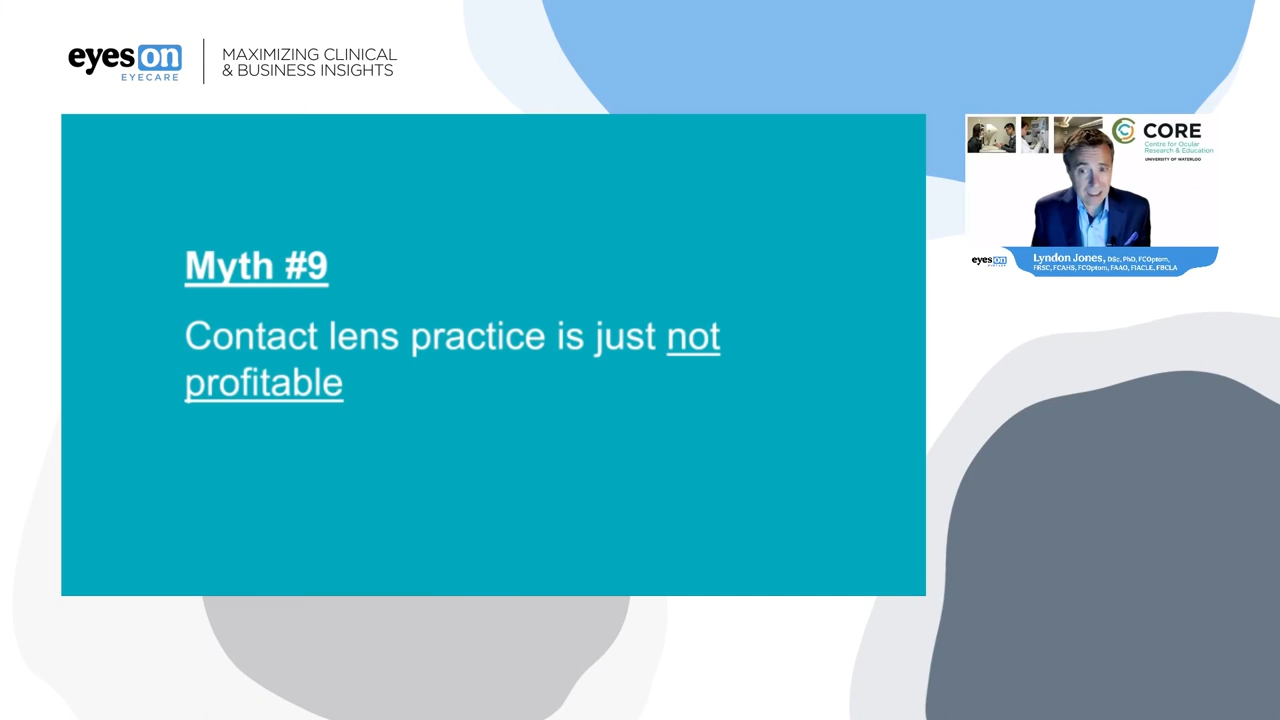 eyes on
EYECARE
MAXIMIZING CLINICAL
& BUSINESS INSIGHTS
Myth #9
Contact lens practice is just not
profitable
CORE
Centre for Ocular
Research & Education
UNIVERSITY OF WATERLOO
eyes on
Lyndon Jones, DSc, PhD, FCOptom,
FRSC, FCAHS, FCOptom, FAAO, FIACLE, FBCLA